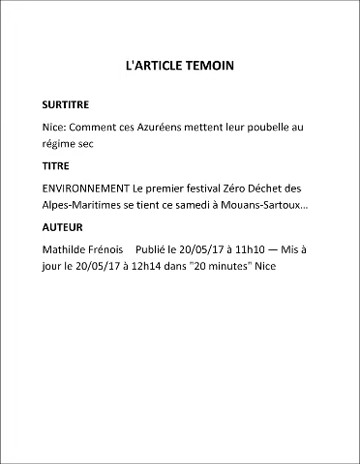 L'ARTICLE TEMOIN
SURTITRE
Nice: Comment ces Azuréens mettent leur poubelle au
régime sec
TITRE
ENVIRONNEMENT Le premier festival Zéro Déchet des
Alpes-Maritimes se tient ce samedi à Mouans-Sartoux...
AUTEUR
Mathilde Frénois Publié le 20/05/17 à 11h10 — Mis à
jour le 20/05/17 à 12h14 dans "20 minutes" Nice